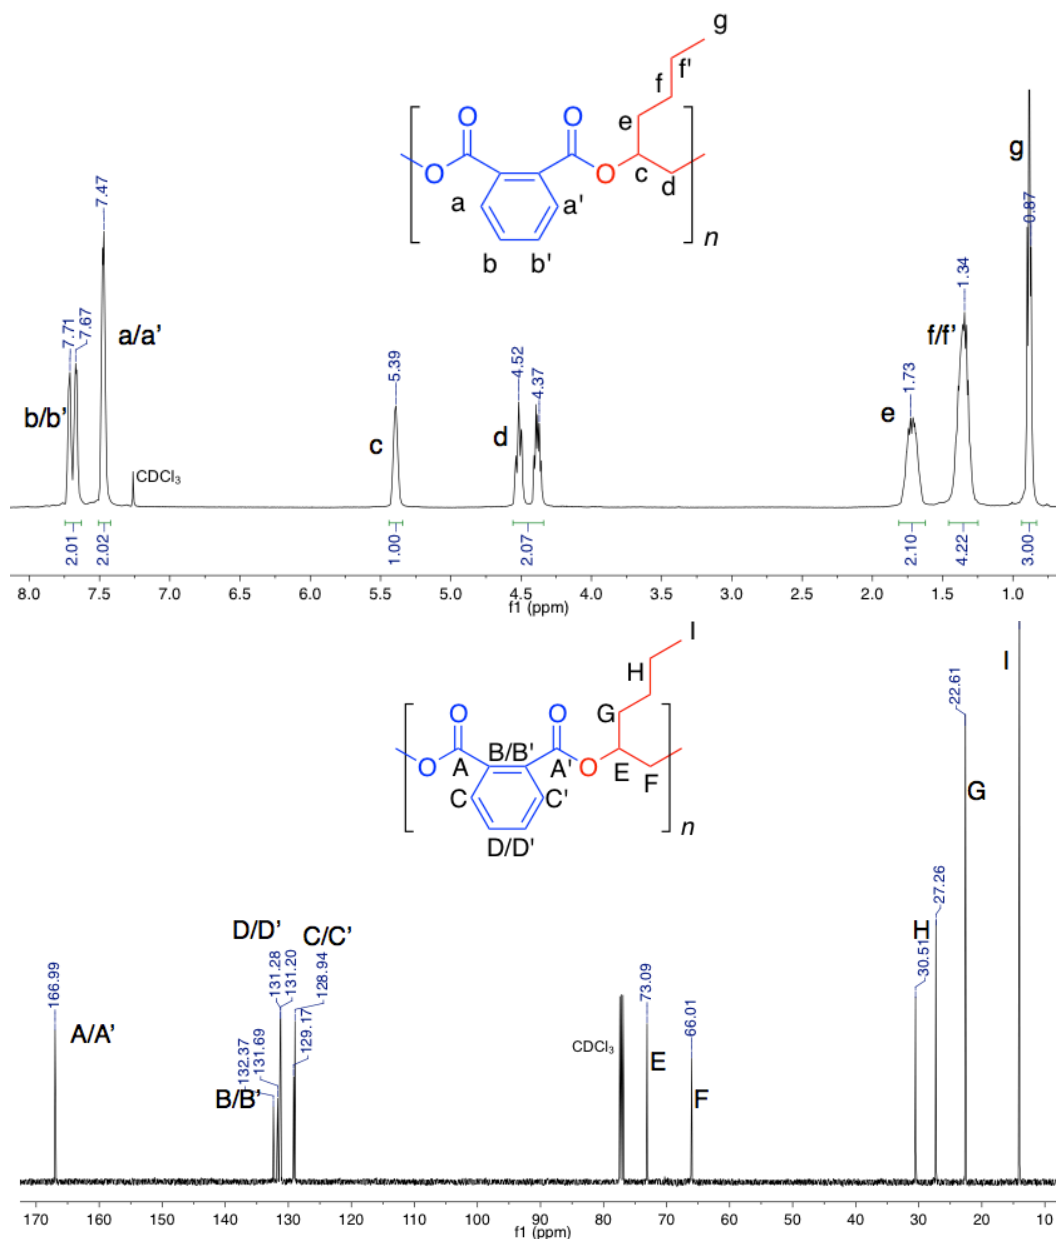 g
f'
f
e
O
O
O
O
c
d
a
a'
b
b'
n
g
0.87
7.47
1.34
7.71
7.67
a/a'
f/f'
b/b'
5.39
4.52
4.37
1.73
c
d
e
CDCl3
2.01
2.02
1.00
2.07
2.10
4.22
3.00
8.0 7.5 7.0 6.5 6.0 5.5 5.0 4.5 4.0 3.5 3.0 2.5 2.0 1.5 1.0
f1 (ppm)
I
H
G
O
O
O
O
B/B'
A
A'
E
F
C
C'
D/D'
n
I
22.61
G
27.26
H
30.51
D/D'
C/C'
166.99
A/A'
132.37
131.69
131.28
131.20
129.17
128.94
B/B'
CDCl3
73.09
E
66.01
F
170 160 150 140 130 120 110 100 90 80 70 60 50 40 30 20 10
f1 (ppm)